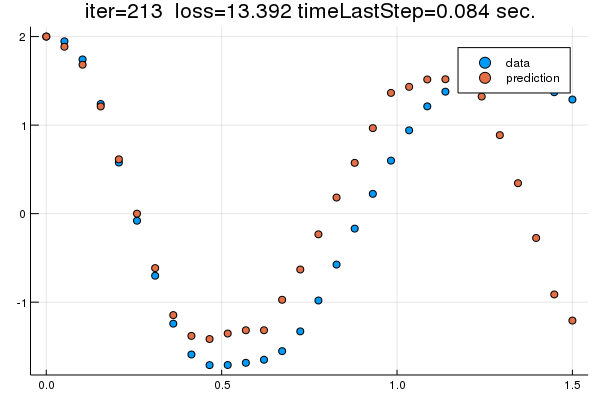 iter=213 loss=13.392 timeLastStep=0.084 sec.
data
prediction
2
1
0
-1
0.0 0.5 1.0 1.5